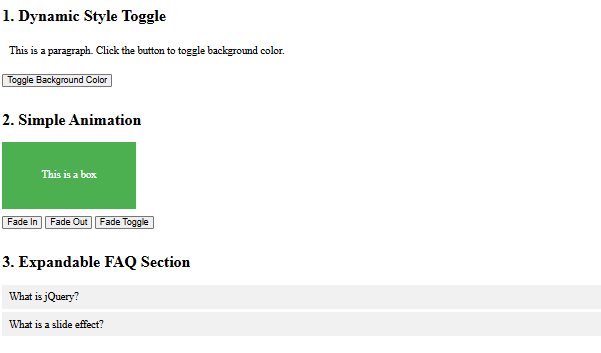 1. Dynamic Style Toggle
This is a paragraph. Click the button to toggle background color.
Toggle Background Color
2. Simple Animation
This is a box
Fade In Fade Out Fade Toggle
3. Expandable FAQ Section
What is jQuery?
What is a slide effect?